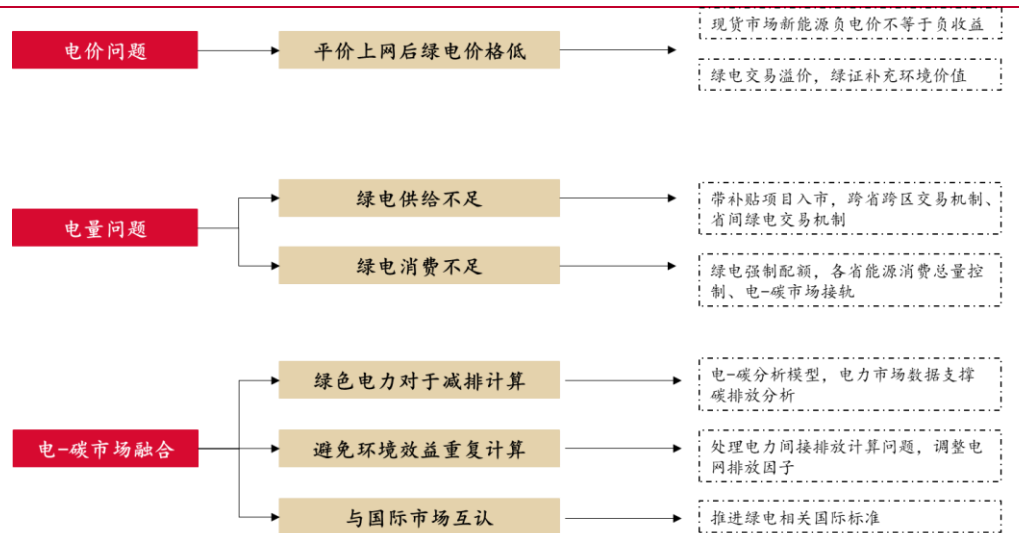 现货市场新能源负电价不等于负收益
电价问题
平价上网后绿电价格低
绿电交易溢价，绿证补充环境价值
绿电供给不足
带补贴项目入市，跨省跨区交易机制、
省间绿电交易机制
电量问题
绿电消费不足
绿电强制配额，各省能源消费总量控
制、电-碳市场接轨
绿色电力对于减排计算
电-碳分析模型，电力市场数据支撑
碳排放分析
电-碳市场融合
避免环境效益重复计算
处理电力间接排放计算问题，调整电
网排放因子
与国际市场互认
推进绿电相关国际标准